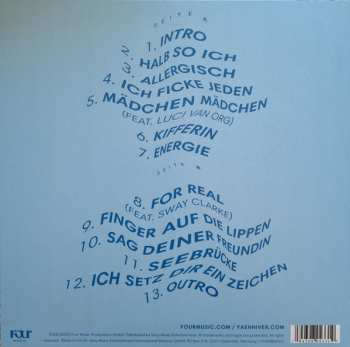 SEITE A
1. INTRO
2. HALB SO ICH
3. ALLERGISCH
4. ICH FICKE JEDEN
5. MÄDCHEN MÄDCHEN
(FEAT. LUCI VAN ORG)
6. KIFFERIN
7. ENERGIE
SEITE B
8. FOR REAL
(FEAT. SWAY CLARKE)
9. FINGER AUF DIE LIPPEN
10. SAG DEINER FREUNDIN
11. SEEBRÜCKE
12. ICH SETZ DIR EIN ZEICHEN
13. OUTRO
FOUR
FOURMUSIC.COM / YAENNIVER.COM